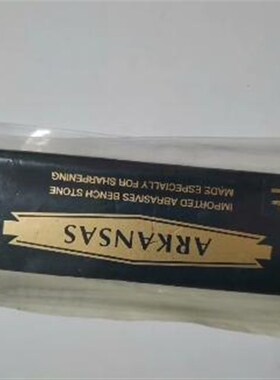 ARKANSAS
IMPORTED ABRASIVES BENCH STONE
MADE ESPECIALLY FOR SHARPENING